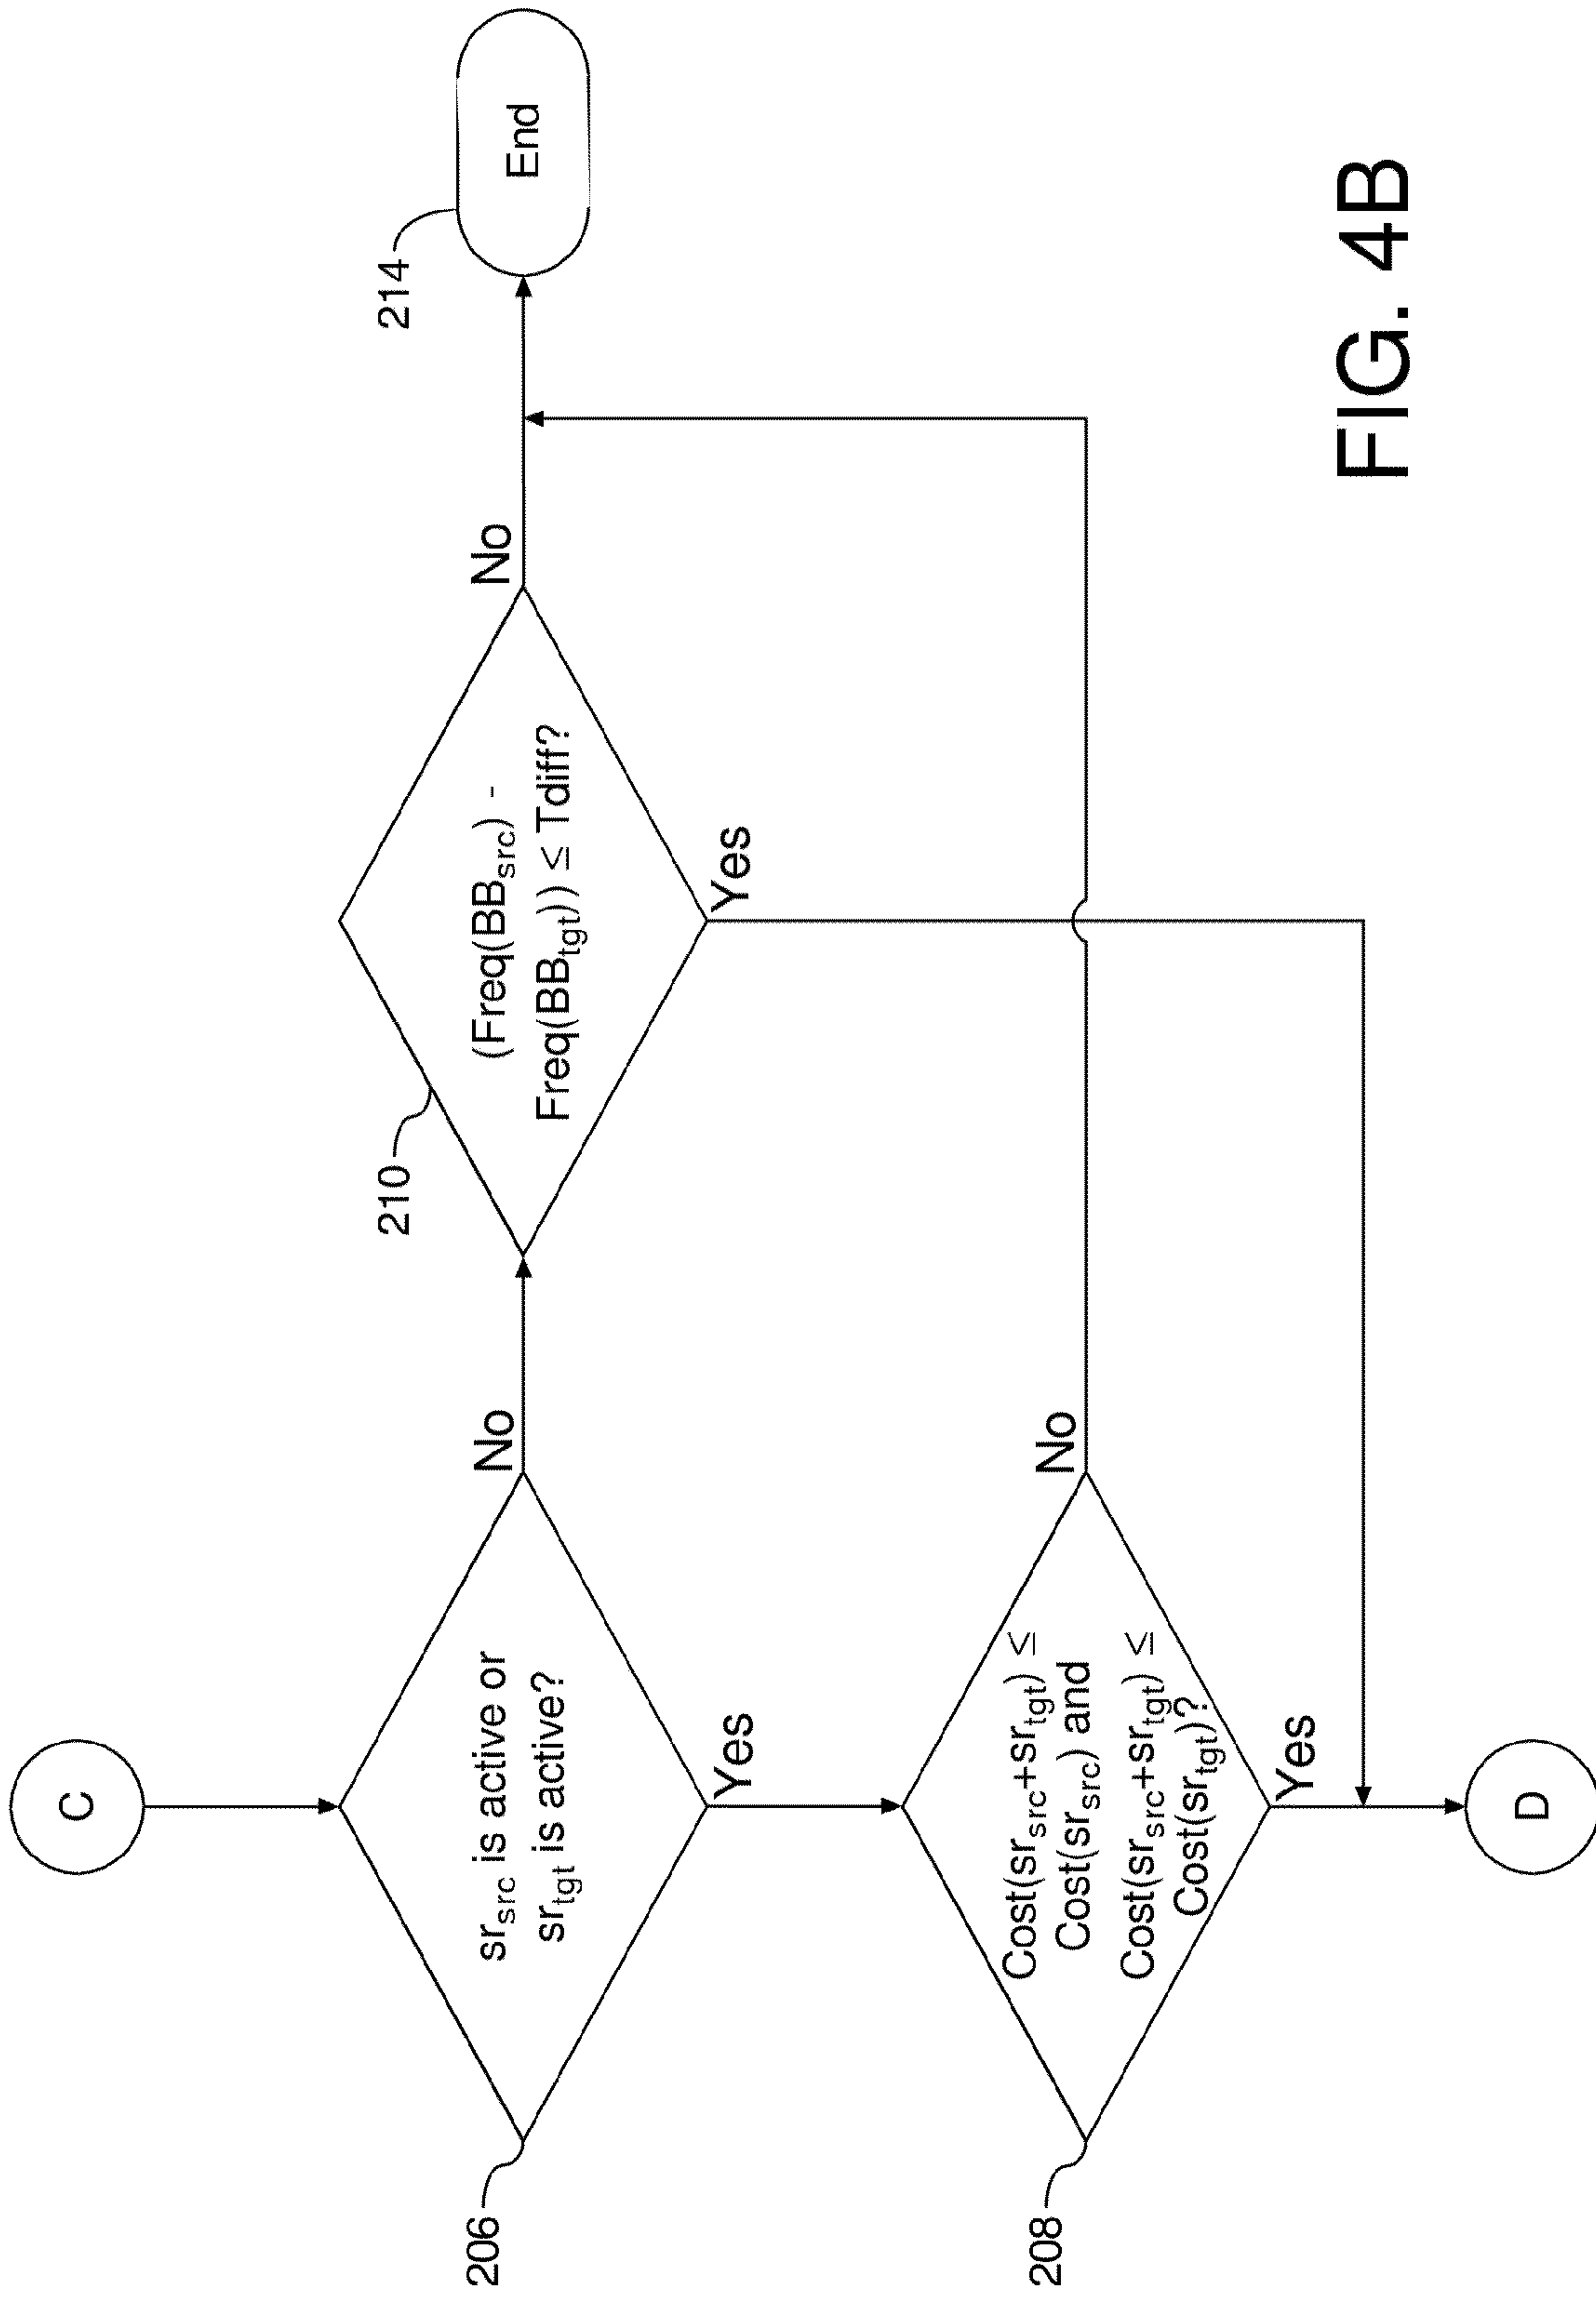 C
206
sr_src is active or
sr_tgt is active?
No
Yes
210
(Freq(BB_src) -
Freq(BB_tgt)) ≤ Tdiff?
No
Yes
214
End
208
Cost(sr_src+sr_tgt) ≤
Cost(sr_src) and
Cost(sr_src+sr_tgt) ≤
Cost(sr_tgt)?
No
Yes
D
FIG. 4B